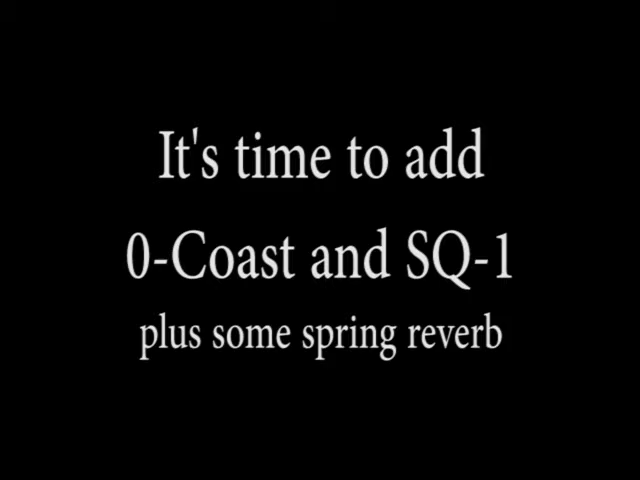 It's time to add
0-Coast and SQ-1
plus some spring reverb